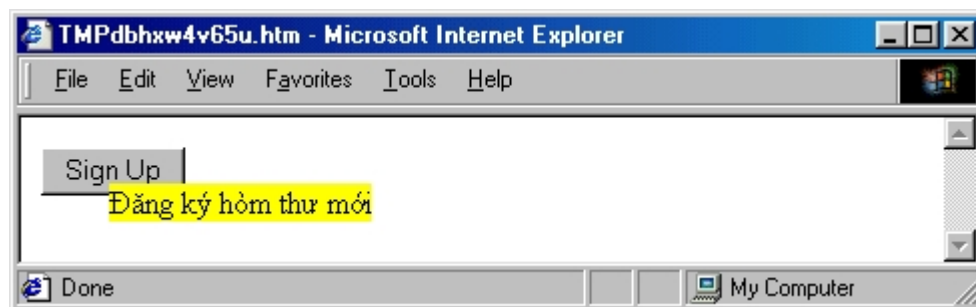 TMPdbhxw4v65u.htm - Microsoft Internet Explorer
File Edit View Favorites Tools Help
Sign Up
Đăng ký hòm thư mới
Done My Computer